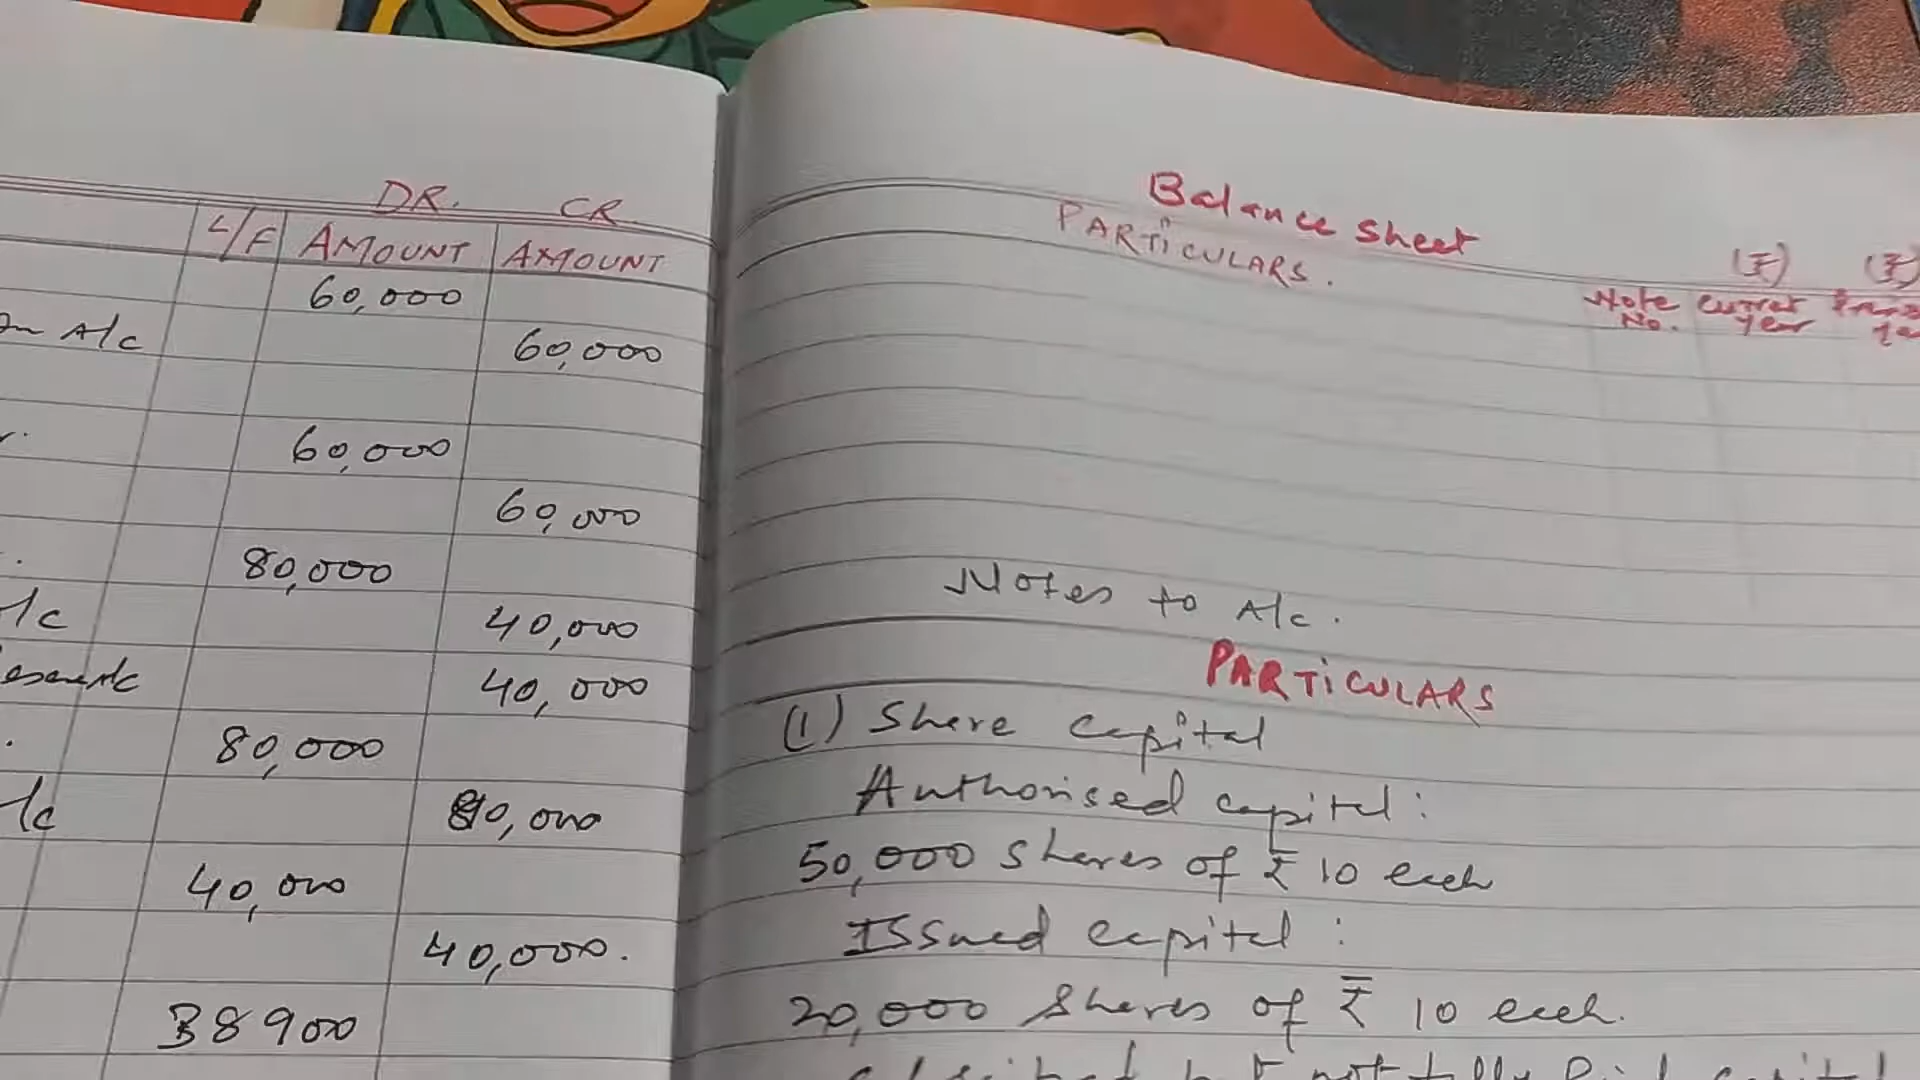 DR. CR.
L/F AMOUNT AMOUNT
60,000
A/c 60,000
60,000
60,000
80,000
40,000
40,000
80,000
80,000
40,000
40,000.
38900
Balance Sheet
PARTICULARS.
(₹) (₹)
Note No. Current year
Notes to A/c.
PARTICULARS
(1) Share Capital
Authorised capital:
50,000 shares of ₹ 10 each
Issued capital:
20,000 shares of ₹ 10 each.